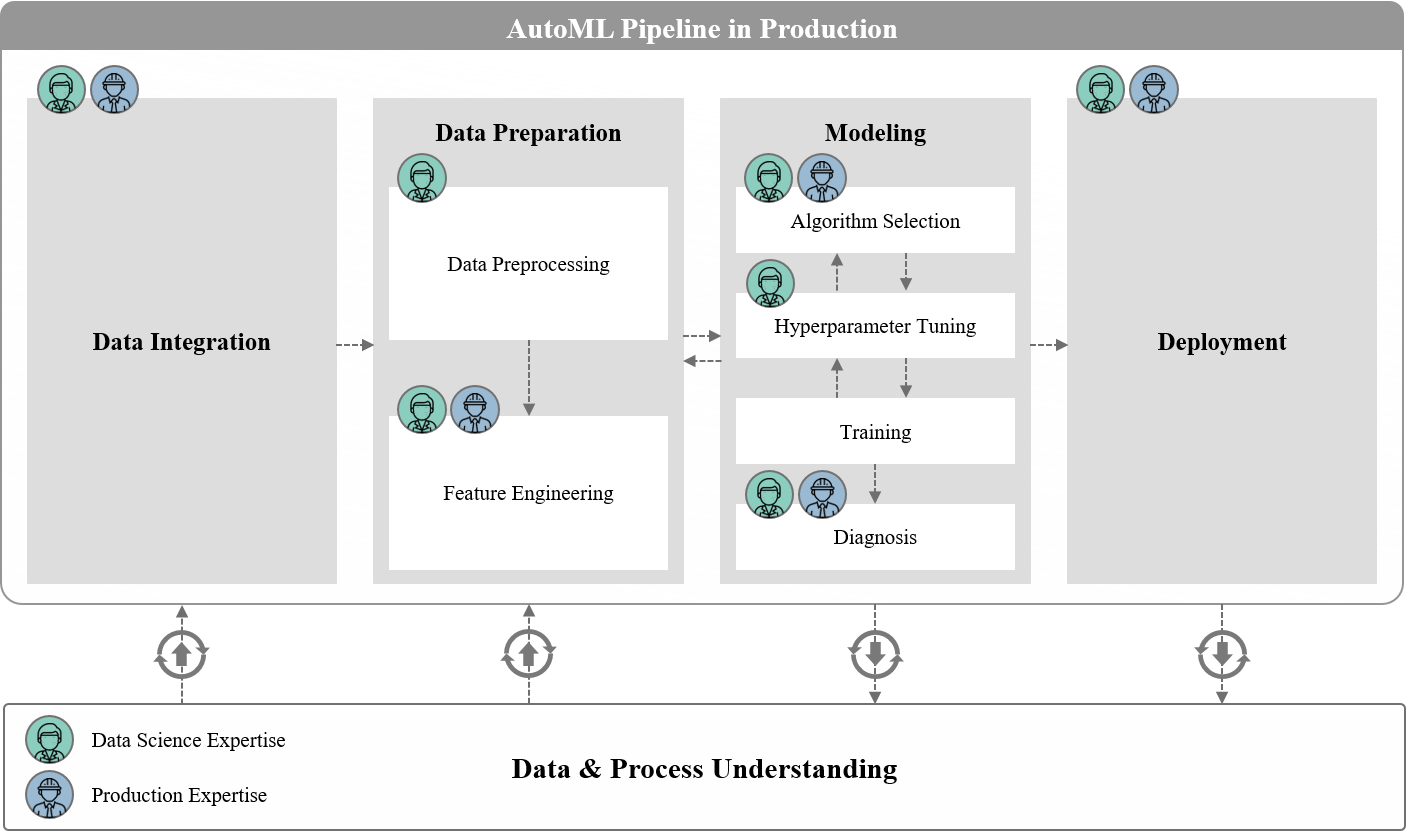 AutoML Pipeline in Production
Data Integration
Data Preparation
Data Preprocessing
Feature Engineering
Modeling
Algorithm Selection
Hyperparameter Tuning
Training
Diagnosis
Deployment
Data Science Expertise
Production Expertise
Data & Process Understanding